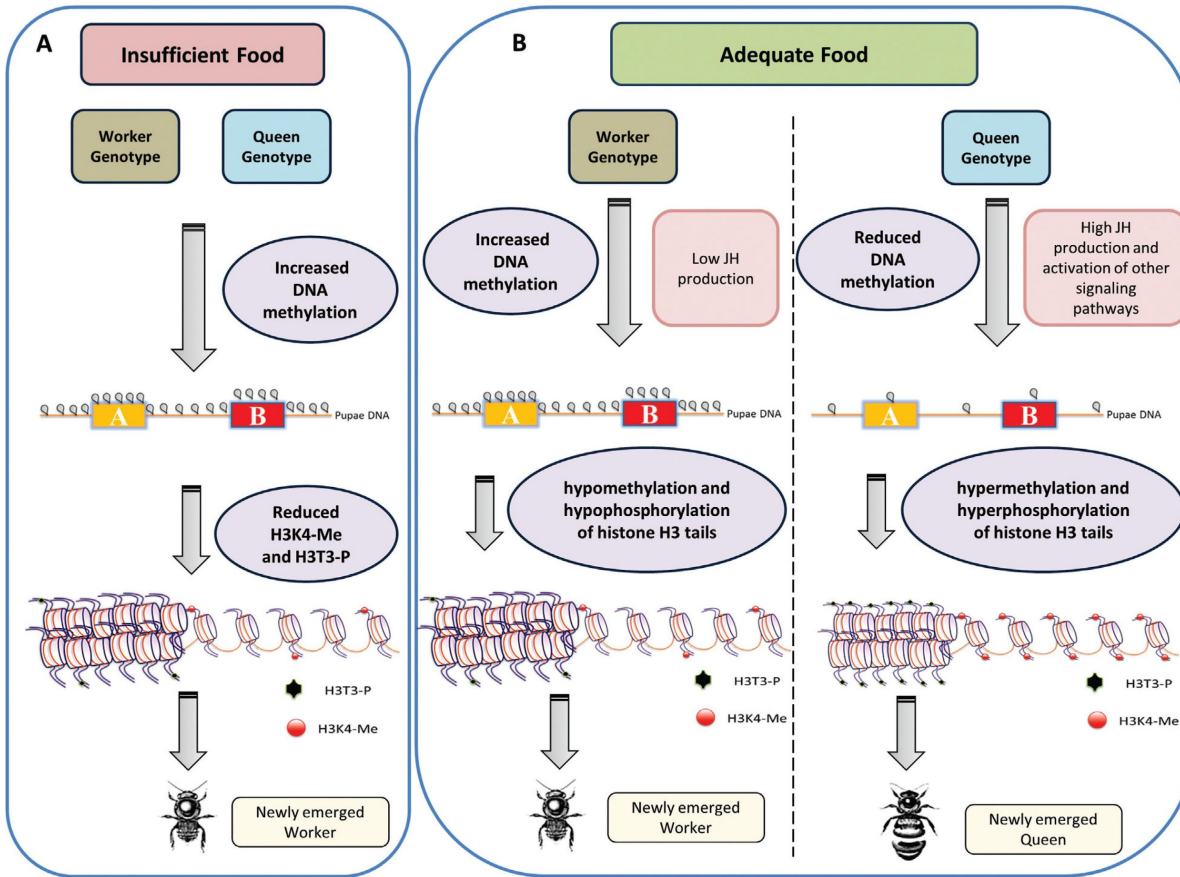 A
Insufficient Food
Worker
Genotype
Queen
Genotype
Increased
DNA
methylation
A
B
Pupae DNA
Reduced
H3K4-Me
and H3T3-P
H3T3-P
H3K4-Me
Newly emerged
Worker
B
Adequate Food
Worker
Genotype
Increased
DNA
methylation
Low JH
production
A
B
Pupae DNA
hypomethylation and
hypophosphorylation
of histone H3 tails
H3T3-P
H3K4-Me
Newly emerged
Worker
Queen
Genotype
Reduced
DNA
methylation
High JH
production and
activation of other
signaling
pathways
A
B
Pupae DNA
hypermethylation and
hyperphosphorylation
of histone H3 tails
H3T3-P
H3K4-Me
Newly emerged
Queen